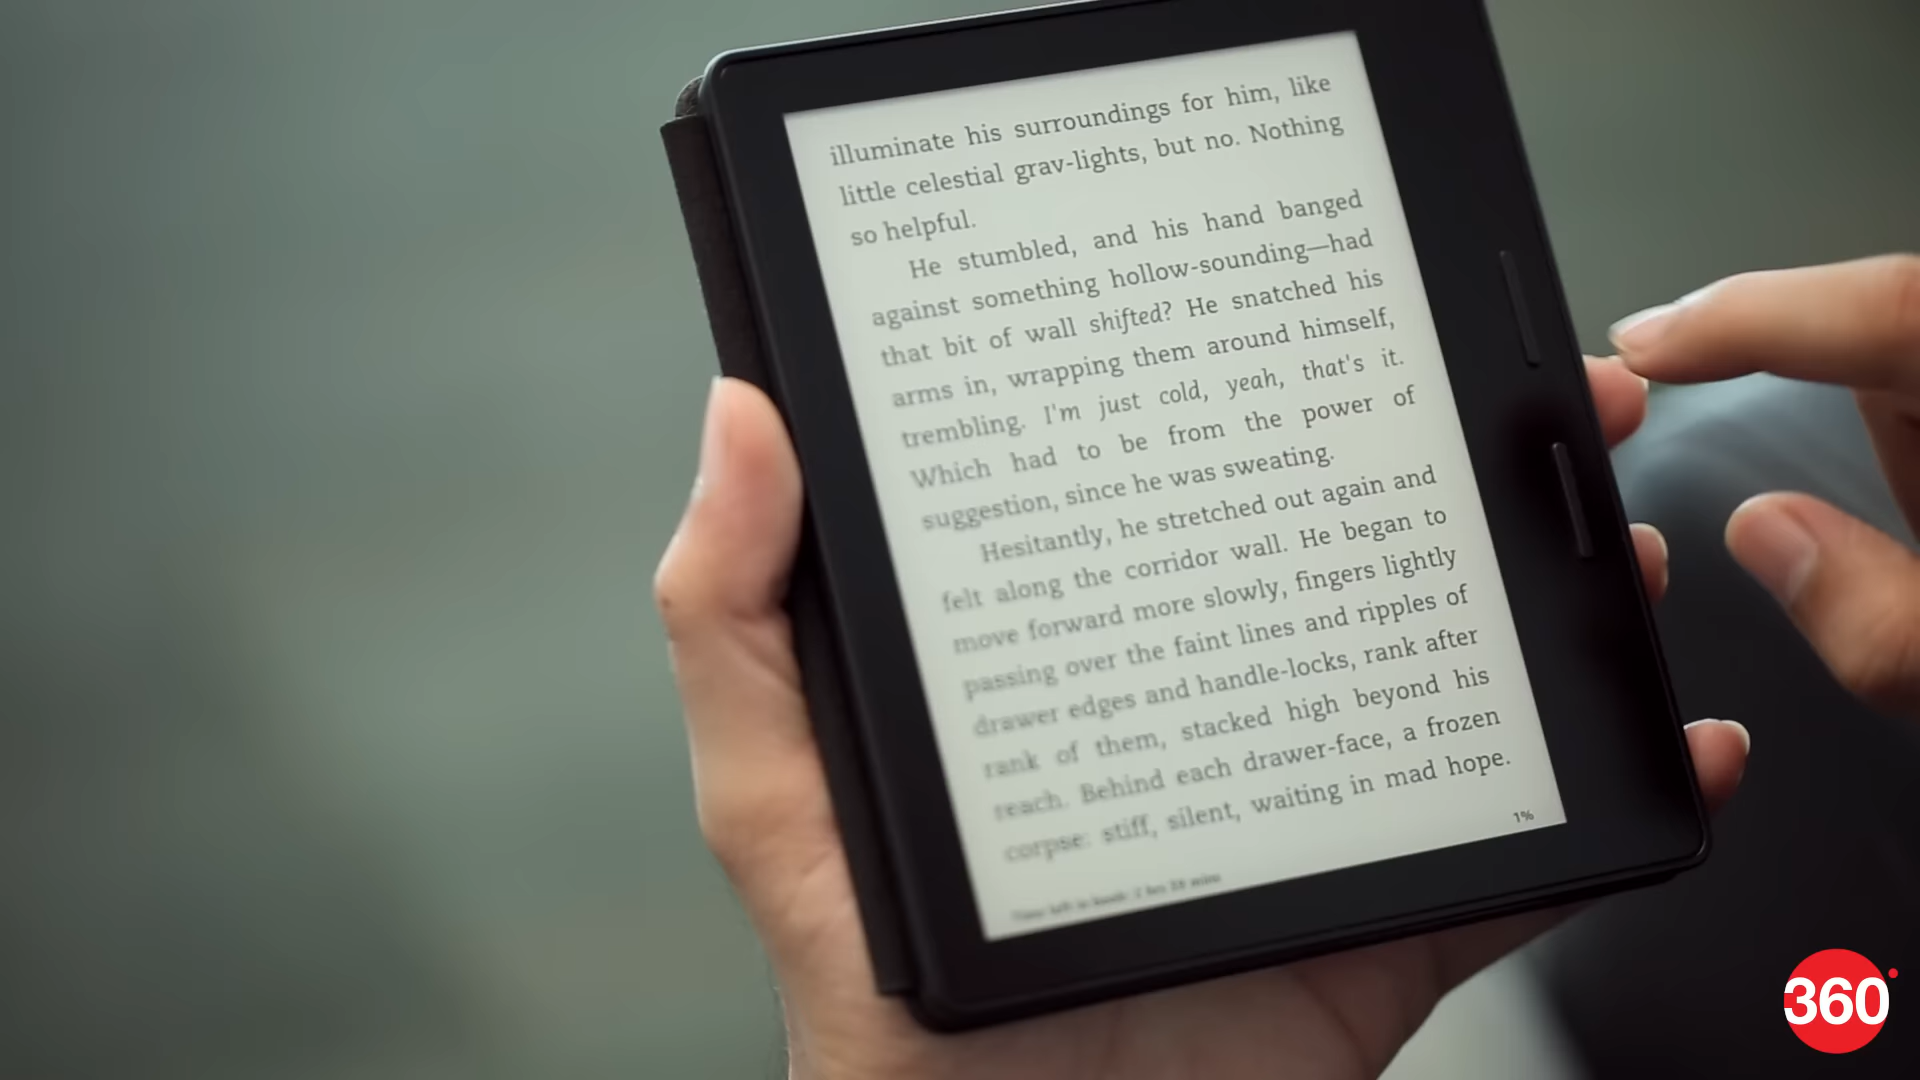 illuminate his surroundings for him, like
little celestial grav-lights, but no. Nothing
so helpful.
He stumbled, and his hand banged
against something hollow-sounding—had
that bit of wall shifted? He snatched his
arms in, wrapping them around himself,
trembling. I'm just cold, yeah, that's it.
Which had to be from the power of
suggestion, since he was sweating.
Hesitantly, he stretched out again and
felt along the corridor wall. He began to
move forward more slowly, fingers lightly
passing over the faint lines and ripples of
drawer edges and handle-locks, rank after
rank of them, stacked high beyond his
reach. Behind each drawer-face, a frozen
corpse: stiff, silent, waiting in mad hope.
1%
Time left in book: hrs mins
360